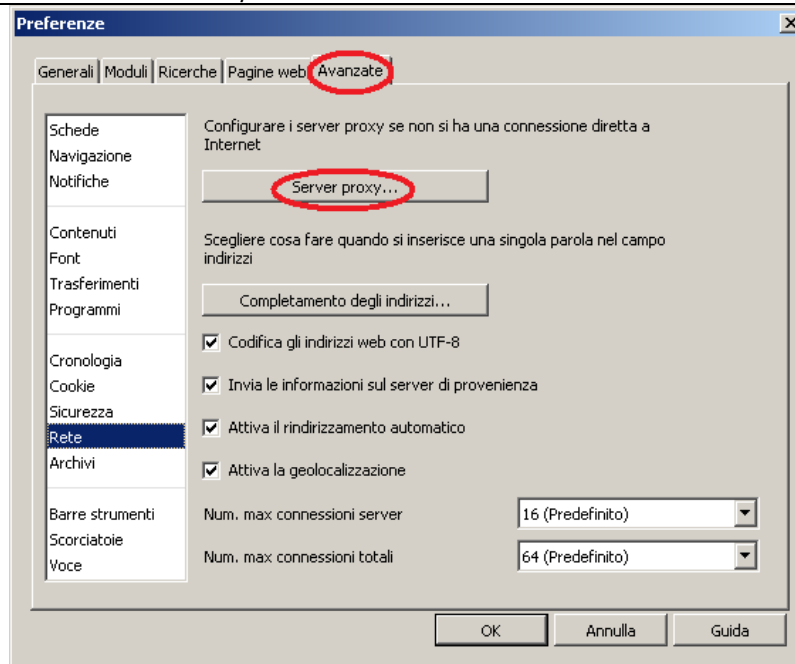 Preferenze
Generali Moduli Ricerche Pagine web Avanzate
Schede
Navigazione
Notifiche
Contenuti
Font
Trasferimenti
Programmi
Cronologia
Cookie
Sicurezza
Rete
Archivi
Barre strumenti
Scorciatoie
Voce
Configurare i server proxy se non si ha una connessione diretta a
Internet
Server proxy...
Scegliere cosa fare quando si inserisce una singola parola nel campo
indirizzi
Completamento degli indirizzi...
Codifica gli indirizzi web con UTF-8
Invia le informazioni sul server di provenienza
Attiva il rindirizzamento automatico
Attiva la geolocalizzazione
Num. max connessioni server 16 (Predefinito)
Num. max connessioni totali 64 (Predefinito)
OK Annulla Guida